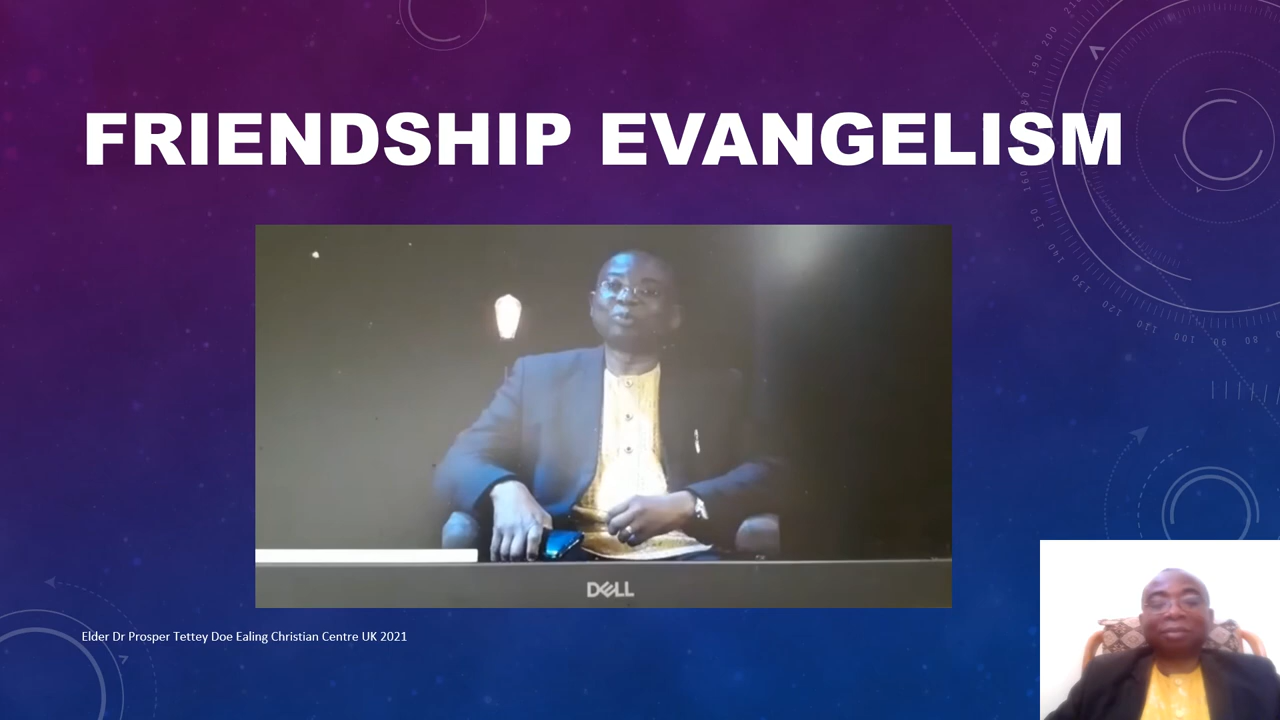 FRIENDSHIP EVANGELISM
DELL
Elder Dr Prosper Tettey Doe Ealing Christian Centre UK 2021